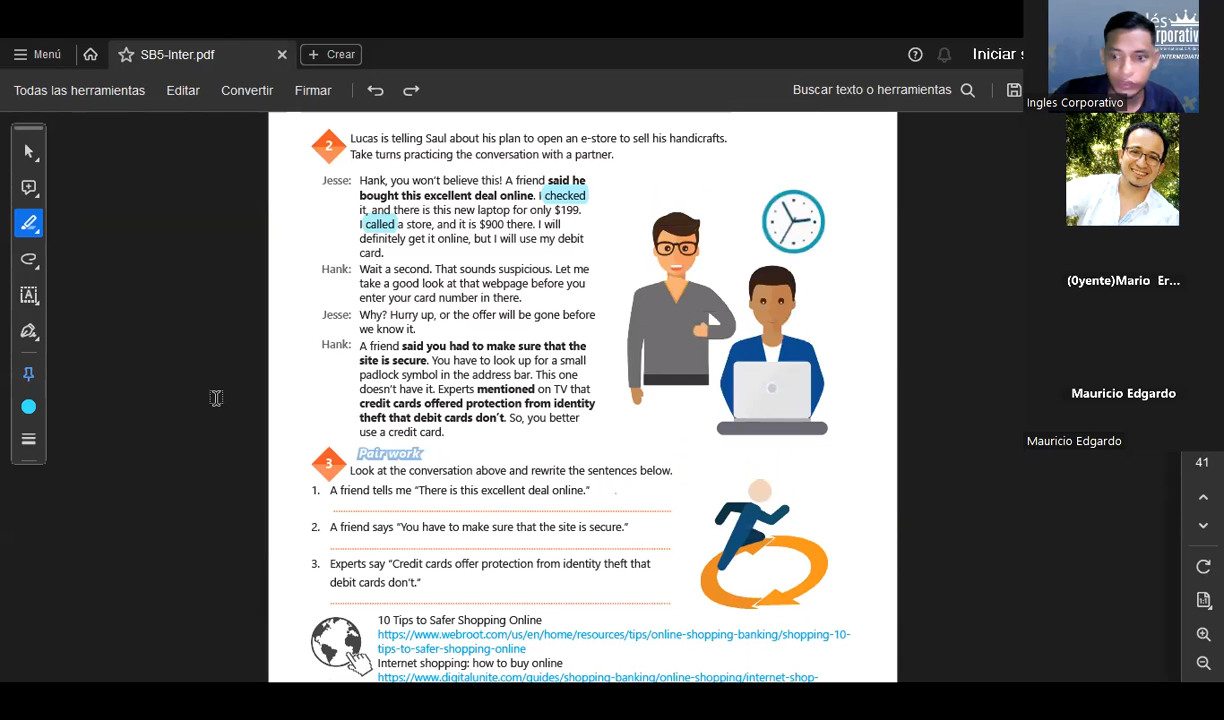 Menú
SB5-Inter.pdf
Crear
Iniciar s
Todas las herramientas
Editar
Convertir
Firmar
Buscar texto o herramientas
2
Lucas is telling Saul about his plan to open an e-store to sell his handicrafts.
Take turns practicing the conversation with a partner.
Jesse: Hank, you won't believe this! A friend said he
bought this excellent deal online. I checked
it, and there is this new laptop for only $199.
I called a store, and it is $900 there. I will
definitely get it online, but I will use my debit
card.
Hank: Wait a second. That sounds suspicious. Let me
take a good look at that webpage before you
enter your card number in there.
Jesse: Why? Hurry up, or the offer will be gone before
we know it.
Hank: A friend said you had to make sure that the
site is secure. You have to look up for a small
padlock symbol in the address bar. This one
doesn't have it. Experts mentioned on TV that
credit cards offered protection from identity
theft that debit cards don't. So, you better
use a credit card.
3
Pair work
Look at the conversation above and rewrite the sentences below.
1. A friend tells me "There is this excellent deal online."
2. A friend says "You have to make sure that the site is secure."
3. Experts say "Credit cards offer protection from identity theft that
debit cards don't."
10 Tips to Safer Shopping Online
https://www.webroot.com/us/en/home/resources/tips/online-shopping-banking/shopping-10-
tips-to-safer-shopping-online
Internet shopping: how to buy online
https://www.digitalunite.com/guides/shopping-banking/online-shopping/internet-shop-
Ingles Corporativo
(0yente)Mario Er...
Mauricio Edgardo
Mauricio Edgardo
41